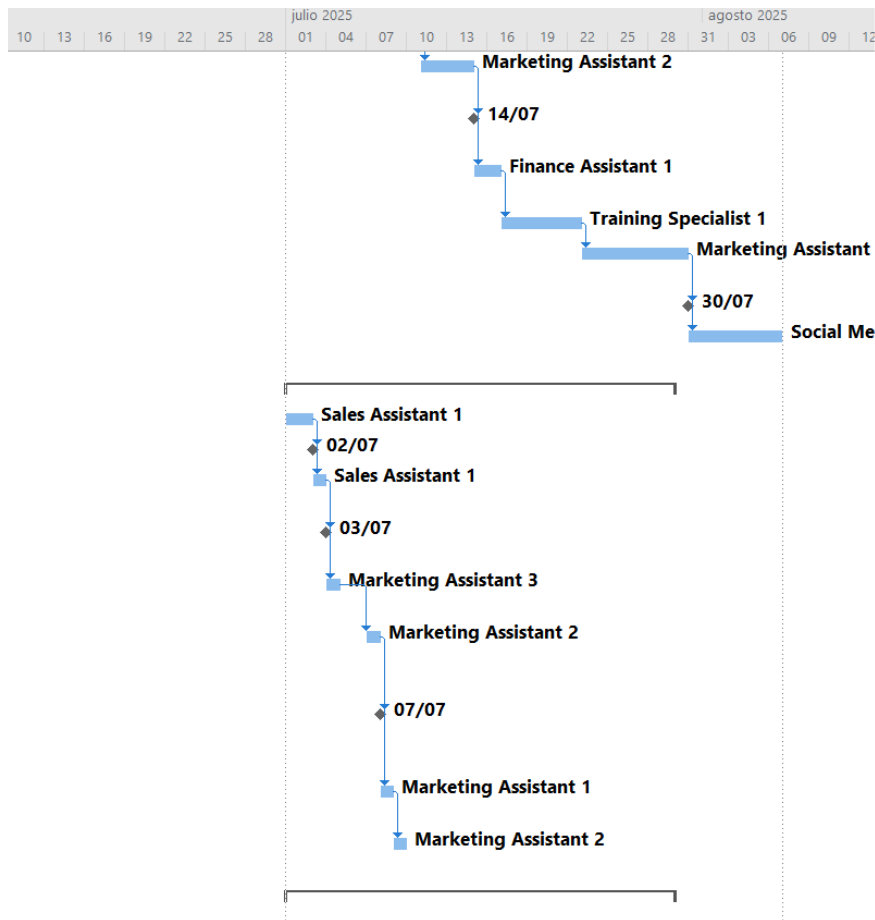 julio 2025 agosto 2025
10 13 16 19 22 25 28 01 04 07 10 13 16 19 22 25 28 31 03 06 09 12
Marketing Assistant 2
14/07
Finance Assistant 1
Training Specialist 1
Marketing Assistant
30/07
Social Me
Sales Assistant 1
02/07
Sales Assistant 1
03/07
Marketing Assistant 3
Marketing Assistant 2
07/07
Marketing Assistant 1
Marketing Assistant 2